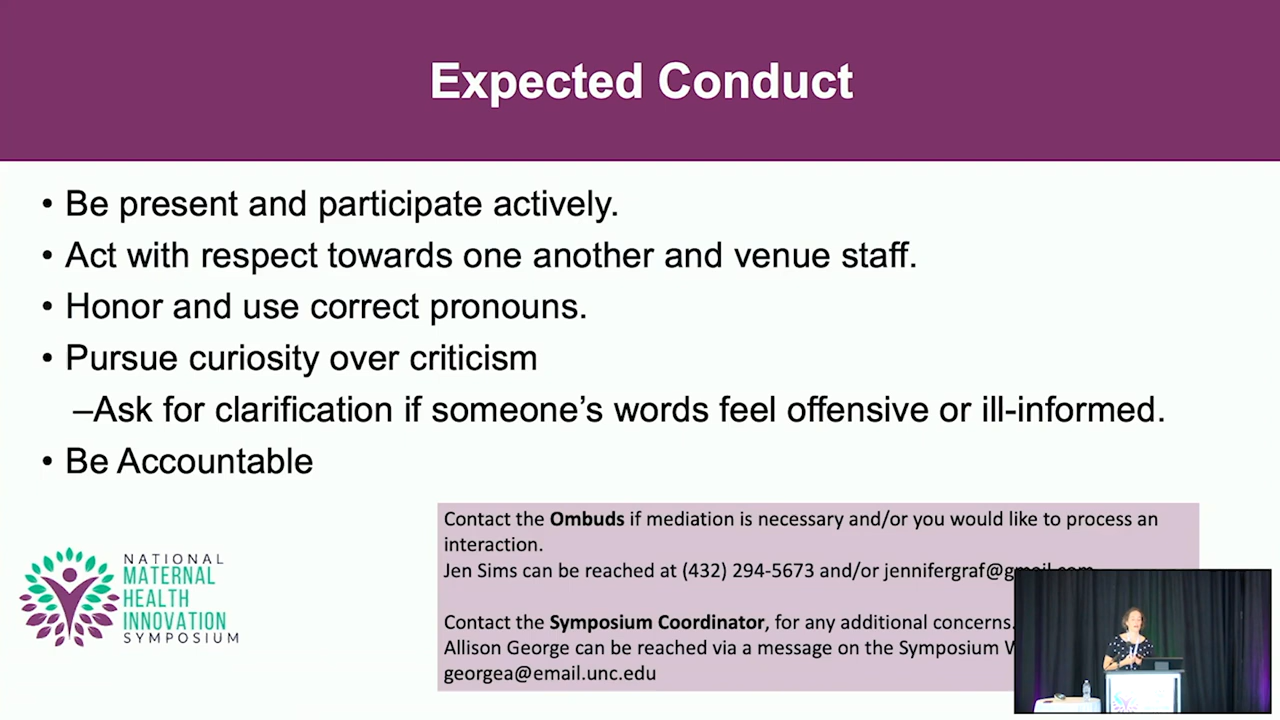 Expected Conduct
• Be present and participate actively.
• Act with respect towards one another and venue staff.
• Honor and use correct pronouns.
• Pursue curiosity over criticism
–Ask for clarification if someone’s words feel offensive or ill-informed.
• Be Accountable
Contact the Ombuds if mediation is necessary and/or you would like to process an
interaction.
Jen Sims can be reached at (432) 294-5673 and/or jennifergraf@gmail.com
Contact the Symposium Coordinator, for any additional concerns.
Allison George can be reached via a message on the Symposium
georgea@email.unc.edu
NATIONAL
MATERNAL
HEALTH
INNOVATION
SYMPOSIUM